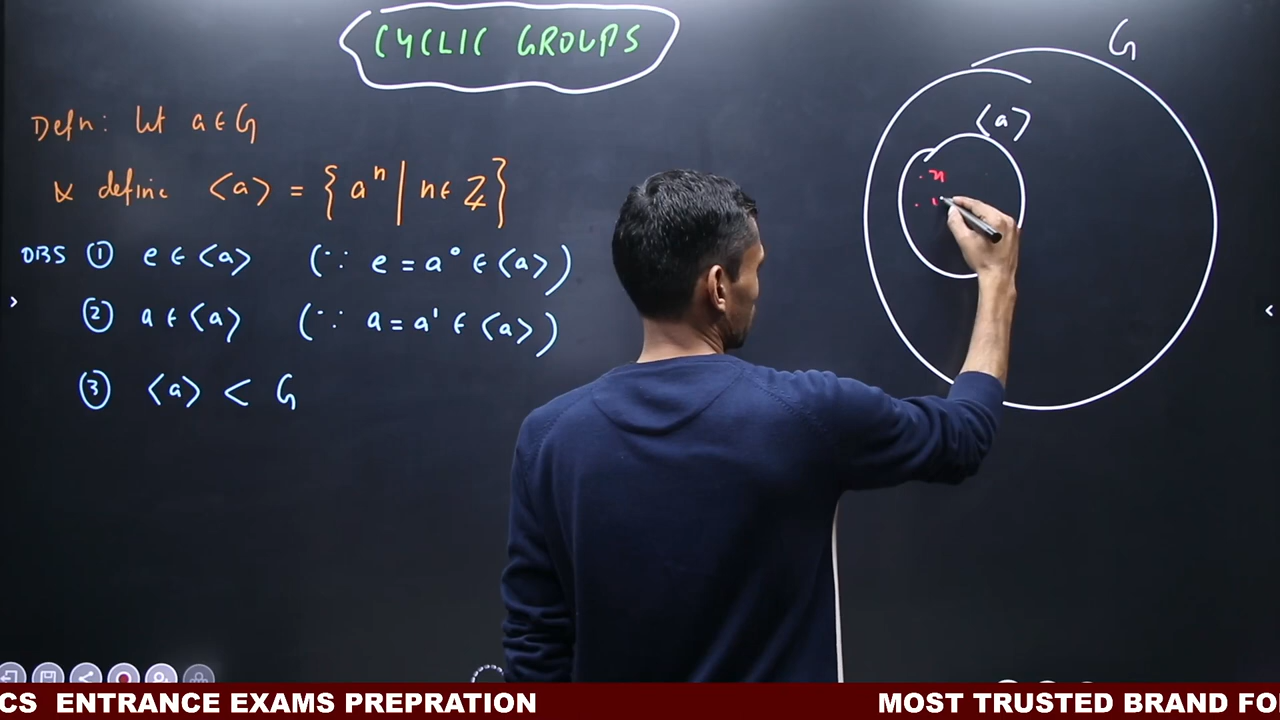 CYCLIC GROUPS
G
Defn: let a ∈ G
& define ⟨a⟩ = { aⁿ | n ∈ ℤ }
⟨a⟩
x
OBS ① e ∈ ⟨a⟩ (∵ e = a⁰ ∈ ⟨a⟩)
② a ∈ ⟨a⟩ (∵ a = a¹ ∈ ⟨a⟩)
③ ⟨a⟩ < G
CS ENTRANCE EXAMS PREPRATION
MOST TRUSTED BRAND FO